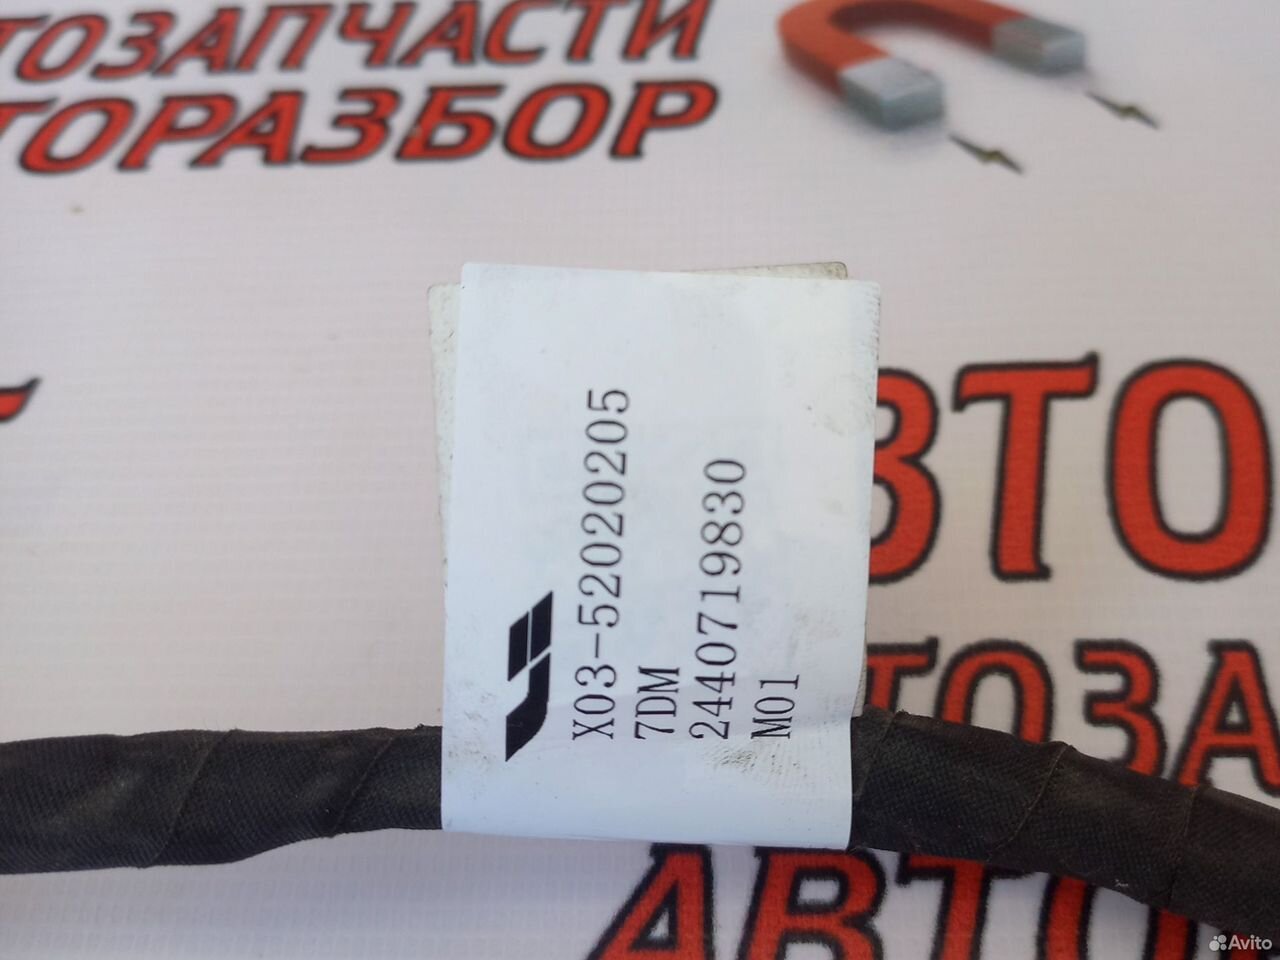 ТОЗАПЧАСТИ
ТОРАЗБОР
X03-52020205
7DM
2440719830
M01
ВТО
ТОЗА
АВТО
Avito